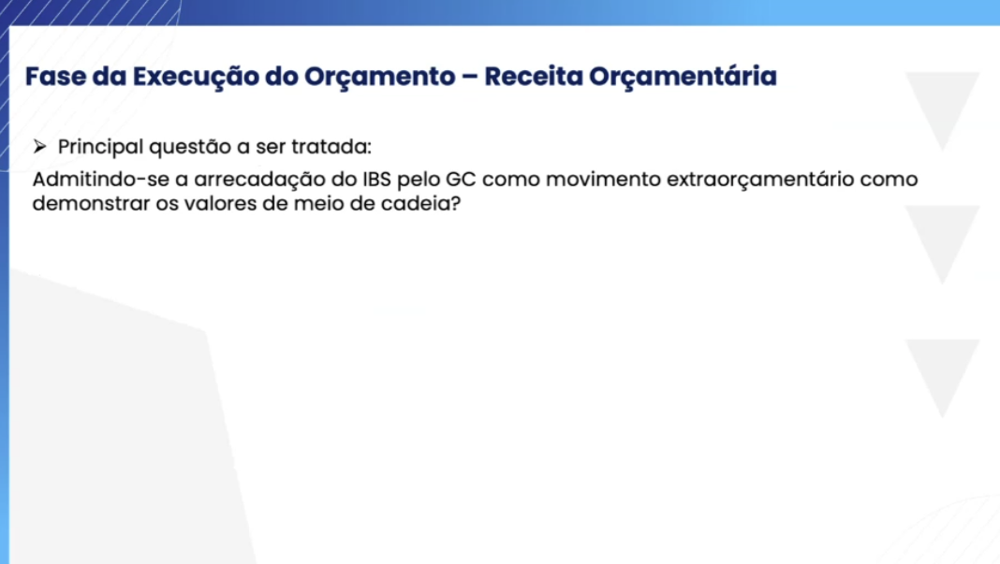 Fase da Execução do Orçamento – Receita Orçamentária
➢ Principal questão a ser tratada:
Admitindo-se a arrecadação do IBS pelo GC como movimento extraorçamentário como
demonstrar os valores de meio de cadeia?